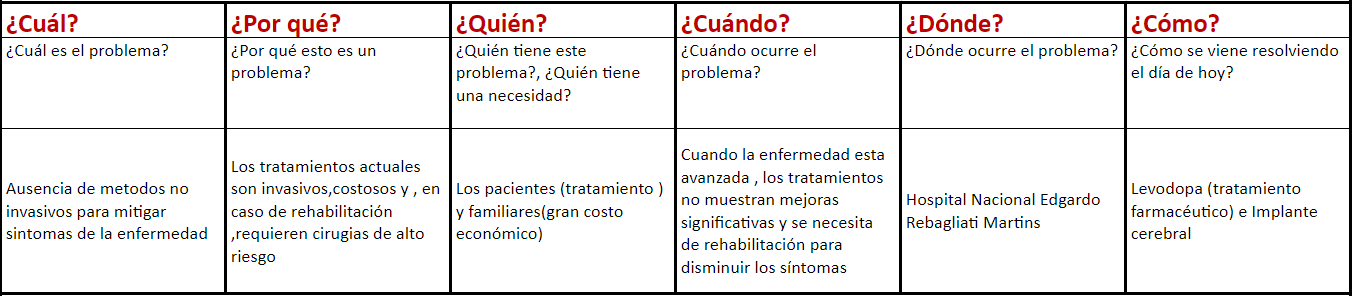 ¿Cuál?
¿Por qué?
¿Quién?
¿Cuándo?
¿Dónde?
¿Cómo?
¿Cuál es el problema?
¿Por qué esto es un
problema?
¿Quién tiene este
problema?, ¿Quién tiene
una necesidad?
¿Cuándo ocurre el
problema?
¿Dónde ocurre el problema?
¿Cómo se viene resolviendo
el día de hoy?
Ausencia de metodos no
invasivos para mitigar
sintomas de la enfermedad
Los tratamientos actuales
son invasivos,costosos y , en
caso de rehabilitación
,requieren cirugias de alto
riesgo
Los pacientes (tratamiento )
y familiares(gran costo
económico)
Cuando la enfermedad esta
avanzada , los tratamientos
no muestran mejoras
significativas y se necesita
de rehabilitación para
disminuir los síntomas
Hospital Nacional Edgardo
Rebagliati Martins
Levodopa (tratamiento
farmacéutico) e Implante
cerebral